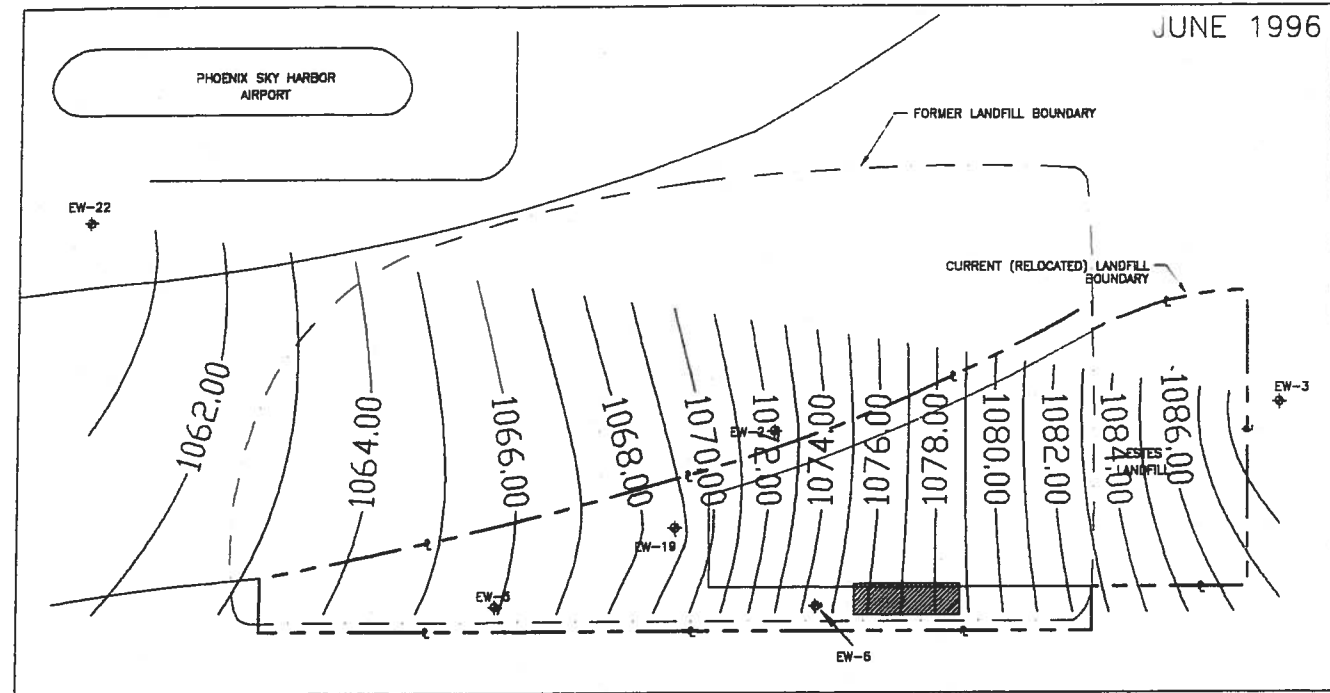 JUNE 1996
PHOENIX SKY HARBOR
AIRPORT
FORMER LANDFILL BOUNDARY
EW-22
CURRENT (RELOCATED) LANDFILL
BOUNDARY
EW-3
1062.00
1064.00
1066.00
1068.00
1070.00
1072.00
1074.00
1076.00
1078.00
1080.00
1082.00
1084.00
1086.00
EW-2
ESTES
LANDFILL
EW-19
EW-6